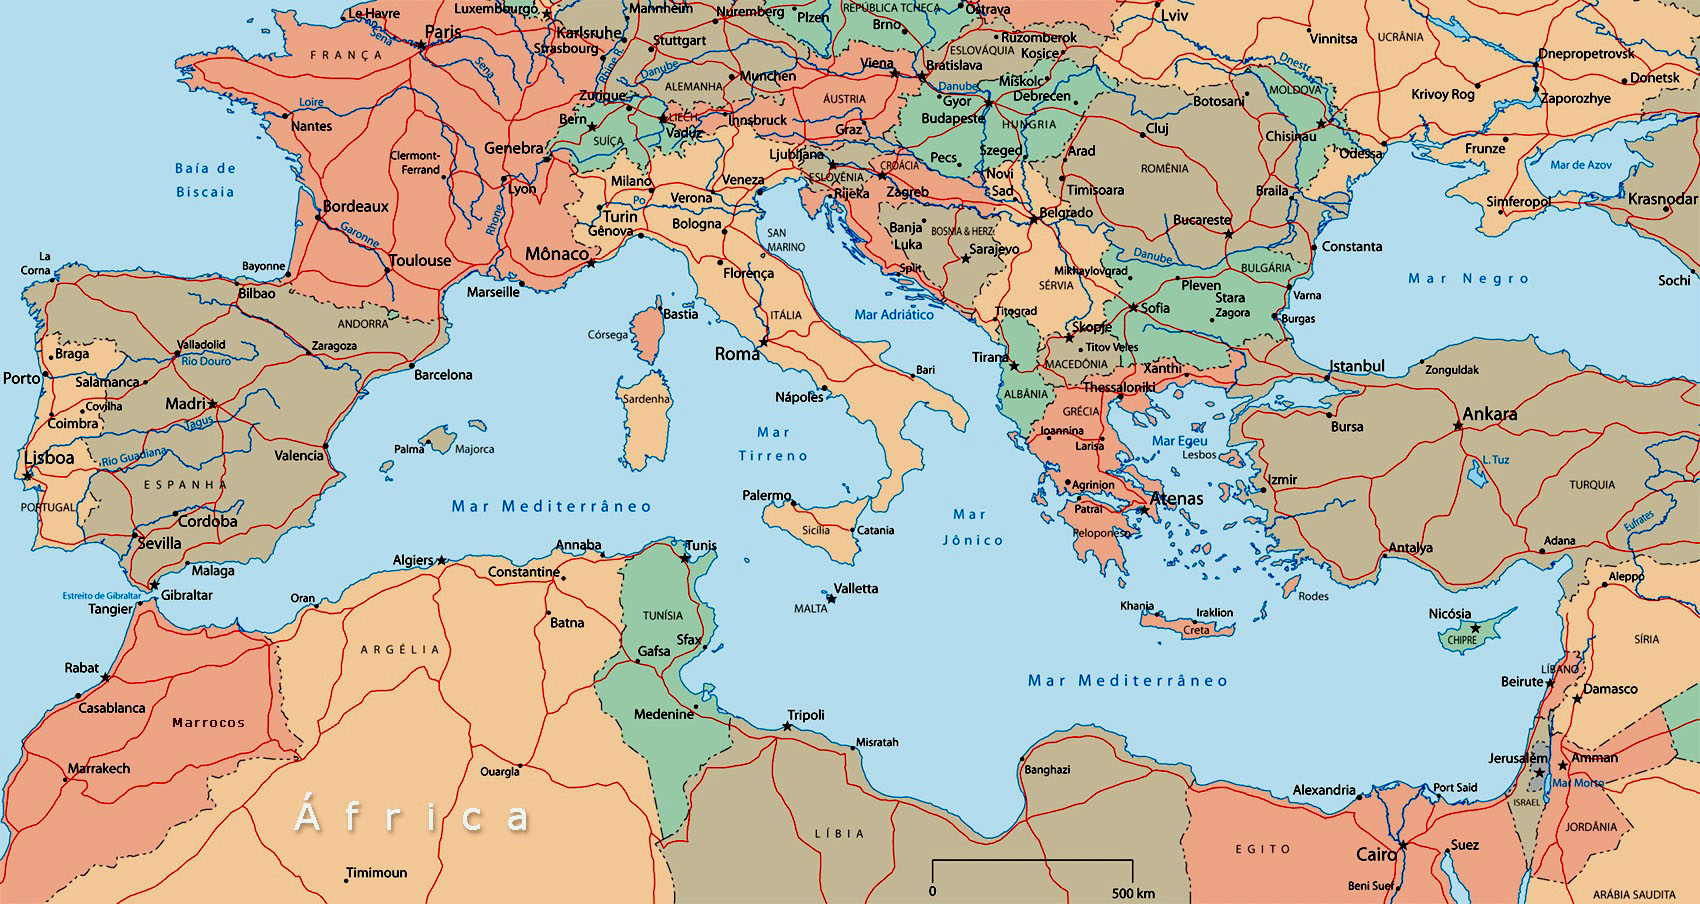 Le Havre
Paris
Sena
FRANÇA
Luxembourgo
Mannheim
Karlsruhe
Strasbourg
Stuttgart
Nuremberg
Plzen
REPÚBLICA TCHECA
Brno
Ostrava
Lviv
Vinnitsa
UCRÂNIA
Dnepropetrovsk
Donetsk
Krivoy Rog
Zaporozhye
Sena
Rhine R.
Danube
Munchen
ALEMANHA
Viena
Bratislava
ESLOVÁQUIA
Ruzomberok
Kosice
Miskolc
Debrecen
Danube
Gyor
Budapeste
HUNGRIA
Dnestr
MOLDOVA
Botosani
Chisinau
Odessa
Frunze
Mar de Azov
Simferopol
Krasnodar
Loire
Nantes
Zurique
Bern
SUÍÇA
LIECH.
Vaduz
Innsbruck
ÁUSTRIA
Graz
Genebra
Clermont-
Ferrand
Lyon
Baía de
Biscaia
Bordeaux
Garonne
Rhone
Milano
Verona
Veneza
Turin
Po
Gênova
Bologna
Ljubljana
ESLOVÊNIA
Rijeka
CROÁCIA
Zagreb
Pecs
Szeged
Novi
Sad
Arad
Timisoara
Cluj
ROMÊNIA
Braila
Belgrado
Bucareste
Constanta
Danube
Banja
Luka
BOSNIA & HERZ.
Sarajevo
Split
SAN
MARINO
Florença
ITÁLIA
Mônaco
Marseille
Toulouse
Bayonne
Bilbao
La
Corna
ANDORRA
Mikhaylovgrad
SÉRVIA
BULGÁRIA
Pleven
Stara
Zagora
Sofia
Varna
Burgas
Mar Negro
Sochi
Titograd
Skopje
Titov Veles
MACEDÔNIA
Tirana
ALBÂNIA
Xanthi
Thessaloniki
Istanbul
Zonguldak
Ankara
Bursa
Mar Adriático
Bastia
Córsega
Roma
Bari
Nápoles
Sardenha
Braga
Porto
Valladolid
Rio Douro
Zaragoza
Salamanca
Barcelona
Covilha
Coimbra
Madri
Tagus
Rio Guadiana
Lisboa
Valencia
ESPANHA
PORTUGAL
Cordoba
Sevilla
Malaga
Gibraltar
Estreito de Gibraltar
Tangier
Palma
Majorca
Mar Mediterrâneo
Mar
Tirreno
Palermo
Sicília
Catania
Mar
Jônico
GRÉCIA
Ioannina
Larisa
Agrinion
Patrai
Atenas
Peloponeso
Mar Egeu
Lesbos
Izmir
L. Tuz
TURQUIA
Eufrates
Adana
Antalya
Rodes
Khania
Iraklion
Creta
Nicósia
CHIPRE
Aleppo
SÍRIA
LÍBANO
Beirute
Damasco
Valletta
MALTA
Algiers
Annaba
Constantine
Tunis
Oran
Batna
TUNÍSIA
Sfax
Gafsa
Medenine
ARGÉLIA
Rabat
Casablanca
Marrocos
Marrakech
Ouargla
África
Timimoun
Tripoli
Misratah
Banghazi
LÍBIA
Mar Mediterrâneo
Alexandria
Port Said
Cairo
Suez
Beni Suef
EGITO
Jerusalém
Amman
Mar Morto
ISRAEL
JORDÂNIA
ARÁBIA SAUDITA
0
500 km